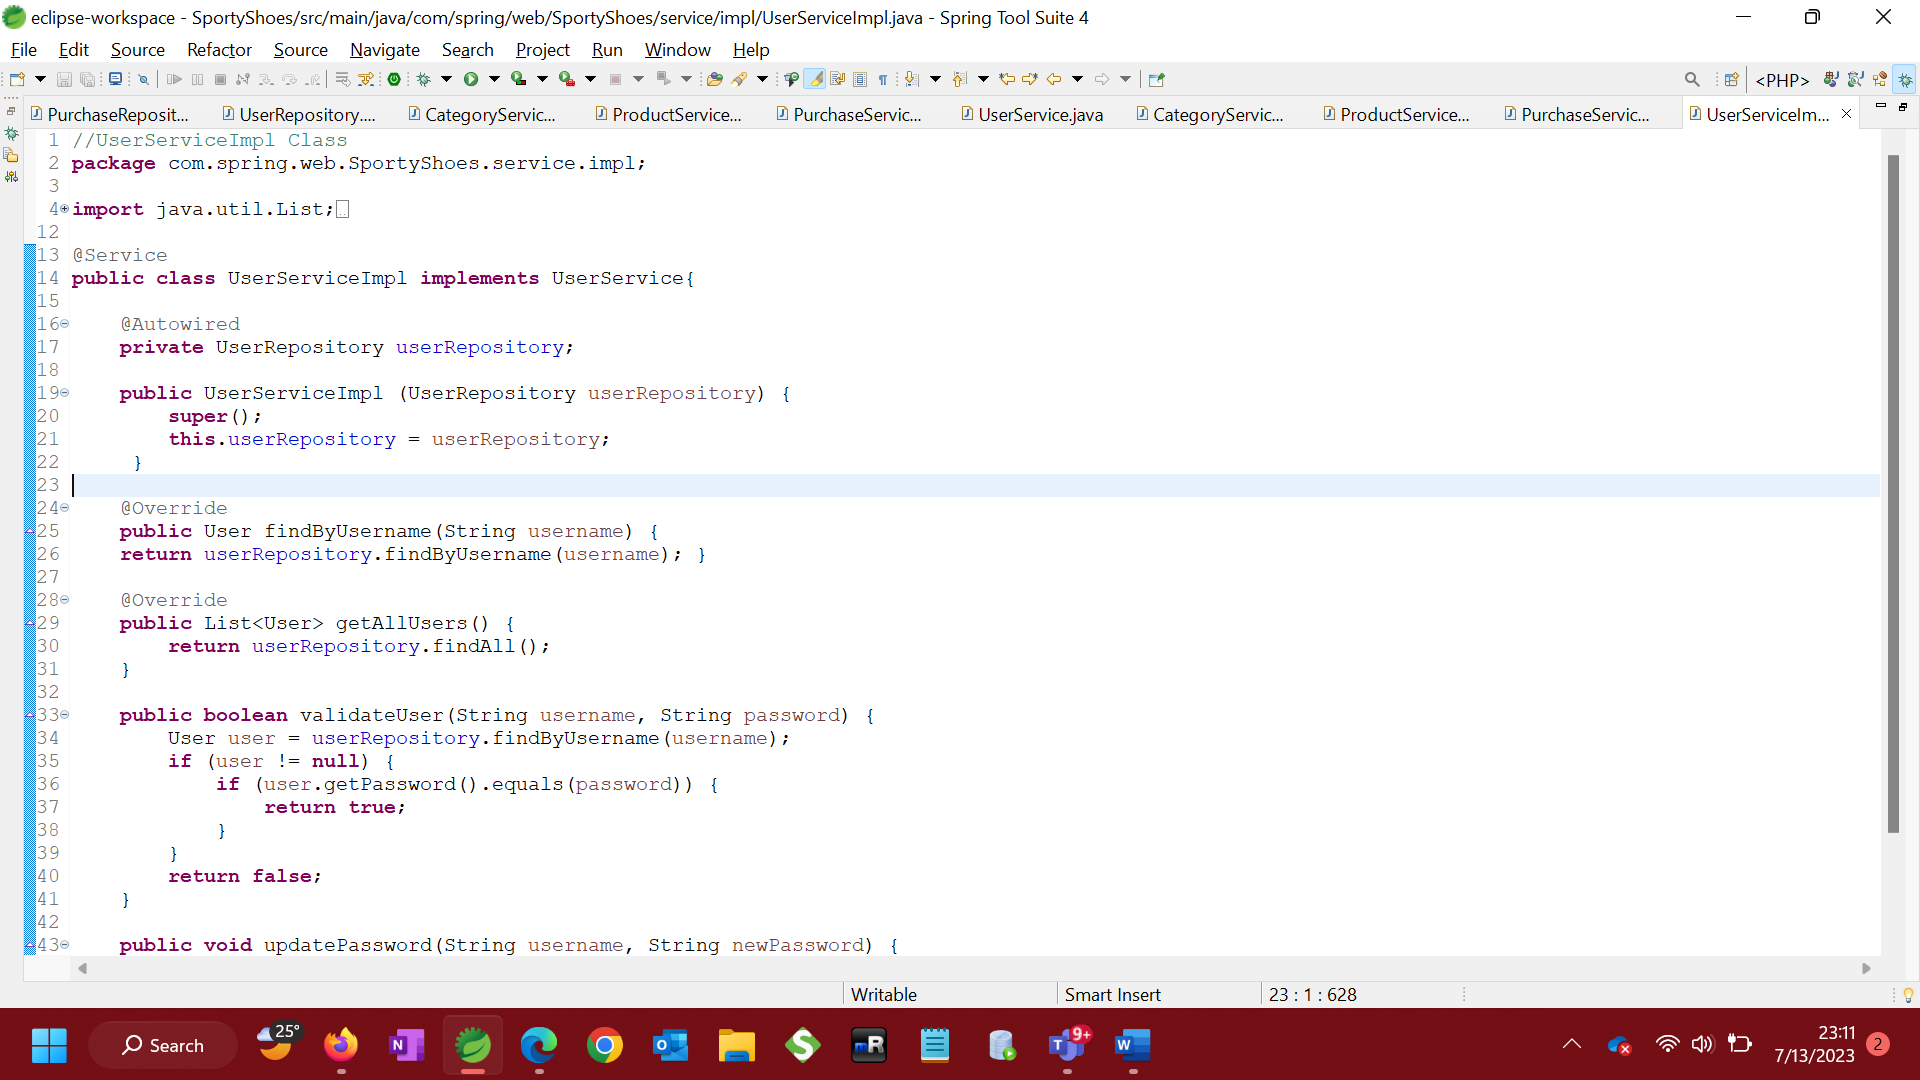 eclipse-workspace - SportyShoes/src/main/java/com/spring/web/SportyShoes/service/impl/UserServiceImpl.java - Spring Tool Suite 4
File Edit Source Refactor Source Navigate Search Project Run Window Help
<PHP>
PurchaseReposit... UserRepository.... CategoryServic... ProductService... PurchaseServic... UserService.java CategoryServic... ProductService... PurchaseServic... UserServiceIm...
1 //UserServiceImpl Class
2 package com.spring.web.SportyShoes.service.impl;
3
4 import java.util.List;
12
13 @Service
14 public class UserServiceImpl implements UserService{
15
16 @Autowired
17 private UserRepository userRepository;
18
19 public UserServiceImpl (UserRepository userRepository) {
20 super();
21 this.userRepository = userRepository;
22 }
23
24 @Override
25 public User findByUsername(String username) {
26 return userRepository.findByUsername(username); }
27
28 @Override
29 public List<User> getAllUsers() {
30 return userRepository.findAll();
31 }
32
33 public boolean validateUser(String username, String password) {
34 User user = userRepository.findByUsername(username);
35 if (user != null) {
36 if (user.getPassword().equals(password)) {
37 return true;
38 }
39 }
40 return false;
41 }
42
43 public void updatePassword(String username, String newPassword) {
Writable Smart Insert 23 : 1 : 628
Search 25° N S mR T 9+ W 23:11 2
7/13/2023